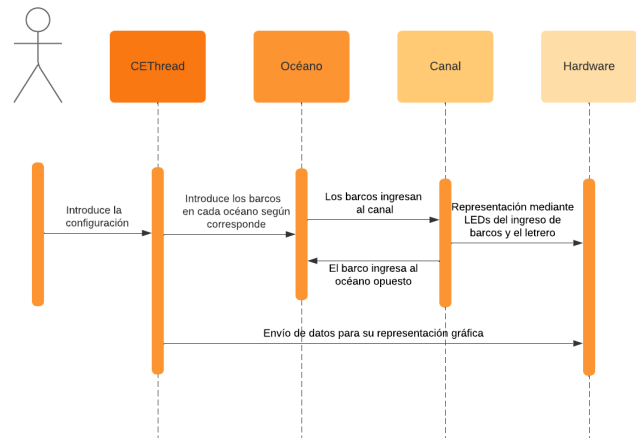 CEThread
Océano
Canal
Hardware
Introduce la
configuración
Introduce los barcos
en cada océano según
corresponde
Los barcos ingresan
al canal
Representación mediante
LEDs del ingreso de
barcos y el letrero
El barco ingresa al
océano opuesto
Envío de datos para su representación gráfica